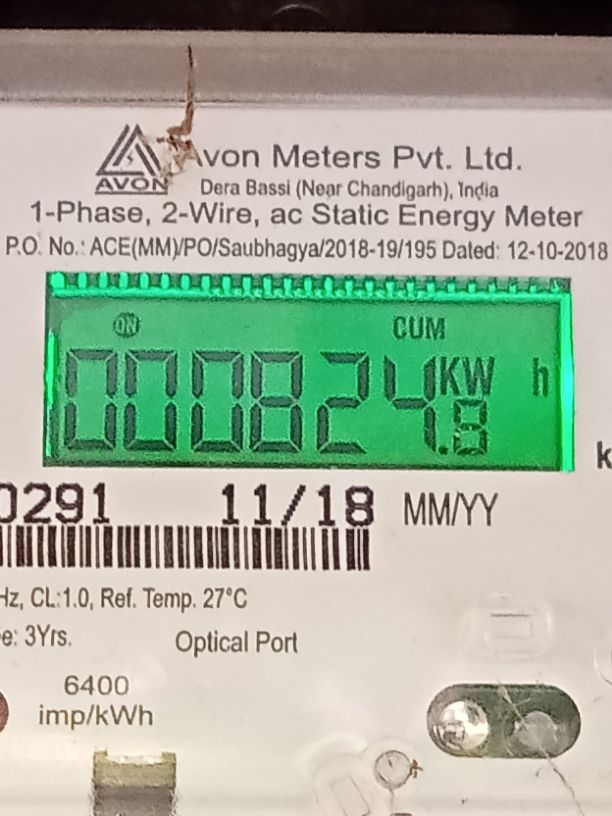 Avon Meters Pvt. Ltd.
AVON
Dera Bassi (Near Chandigarh), India
1-Phase, 2-Wire, ac Static Energy Meter
P.O. No.: ACE(MM)/PO/Saubhagya/2018-19/195 Dated: 12-10-2018
ON CUM
000824.8 KW h
k
0291 11/18 MM/YY
Hz, CL:1.0, Ref. Temp. 27°C
e: 3Yrs. Optical Port
6400
imp/kWh